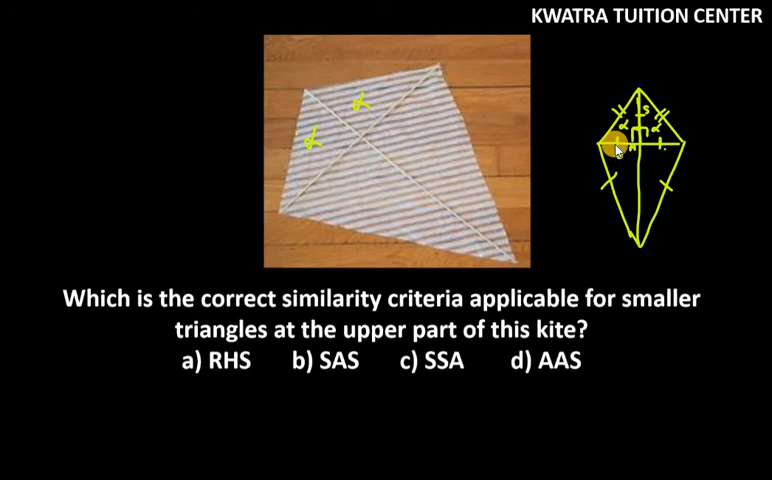 KWATRA TUITION CENTER
α α
S
α α
A
Which is the correct similarity criteria applicable for smaller
triangles at the upper part of this kite?
a) RHS b) SAS c) SSA d) AAS